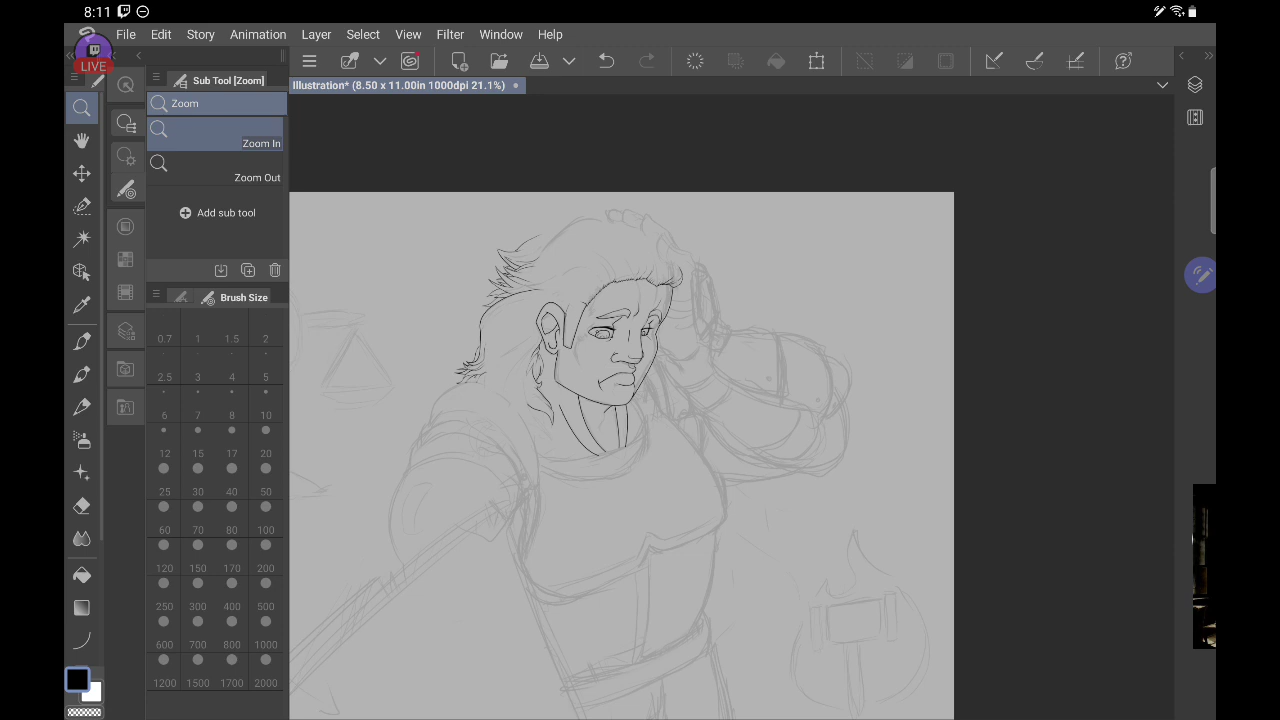 8:11
File Edit Story Animation Layer Select View Filter Window Help
LIVE
Sub Tool [Zoom]
Illustration* (8.50 x 11.00in 1000dpi 21.1%)
Zoom
Zoom In
Zoom Out
Add sub tool
Brush Size
0.7 1 1.5 2
2.5 3 4 5
6 7 8 10
12 15 17 20
25 30 40 50
60 70 80 100
120 150 170 200
250 300 400 500
600 700 800 1000
1200 1500 1700 2000